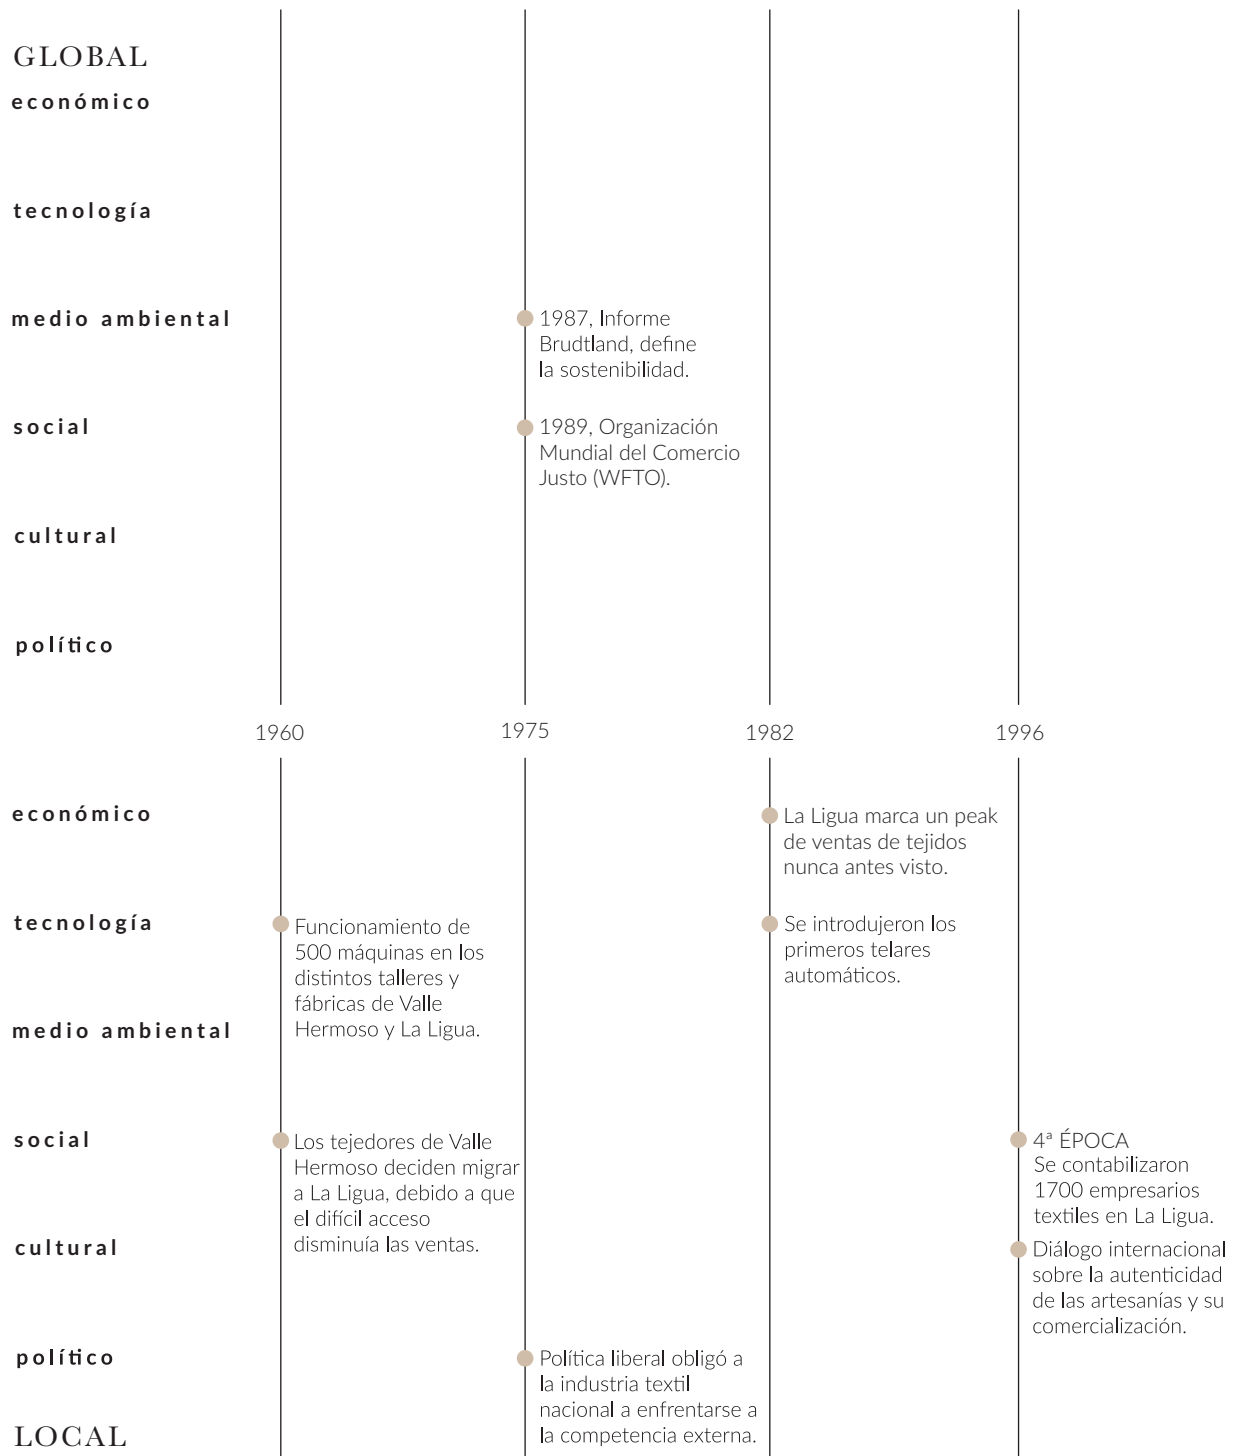 GLOBAL
económico
tecnología
medio ambiental
1987, Informe
Brudtland, define
la sostenibilidad.
social
1989, Organización
Mundial del Comercio
Justo (WFTO).
cultural
político
1960
1975
1982
1996
económico
La Ligua marca un peak
de ventas de tejidos
nunca antes visto.
tecnología
Funcionamiento de
500 máquinas en los
distintos talleres y
fábricas de Valle
Hermoso y La Ligua.
Se introdujeron los
primeros telares
automáticos.
medio ambiental
social
Los tejedores de Valle
Hermoso deciden migrar
a La Ligua, debido a que
el difícil acceso
disminuía las ventas.
4ª ÉPOCA
Se contabilizaron
1700 empresarios
textiles en La Ligua.
cultural
Diálogo internacional
sobre la autenticidad
de las artesanías y su
comercialización.
político
Política liberal obligó a
la industria textil
nacional a enfrentarse a
la competencia externa.
LOCAL